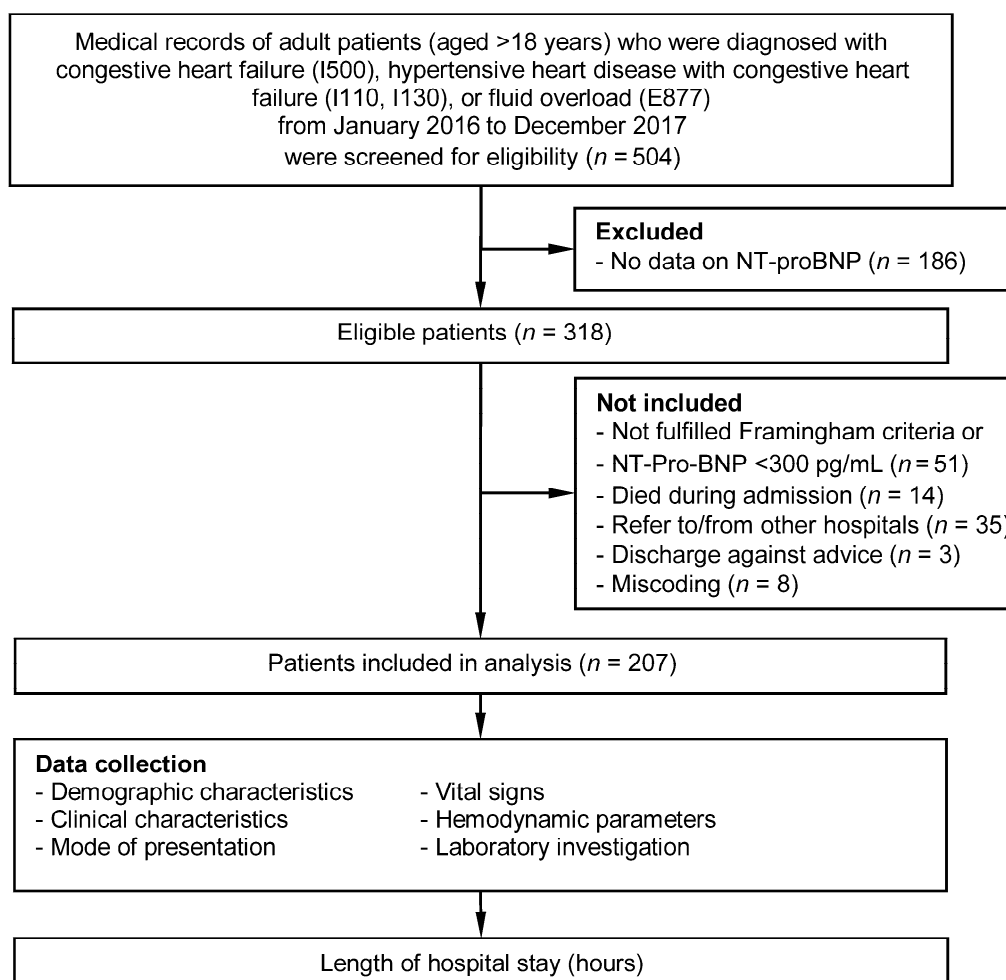 Medical records of adult patients (aged >18 years) who were diagnosed with
congestive heart failure (I500), hypertensive heart disease with congestive heart
failure (I110, I130), or fluid overload (E877)
from January 2016 to December 2017
were screened for eligibility (n = 504)
Excluded
- No data on NT-proBNP (n = 186)
Eligible patients (n = 318)
Not included
- Not fulfilled Framingham criteria or
- NT-Pro-BNP <300 pg/mL (n = 51)
- Died during admission (n = 14)
- Refer to/from other hospitals (n = 35)
- Discharge against advice (n = 3)
- Miscoding (n = 8)
Patients included in analysis (n = 207)
Data collection
- Demographic characteristics
- Clinical characteristics
- Mode of presentation
- Vital signs
- Hemodynamic parameters
- Laboratory investigation
Length of hospital stay (hours)